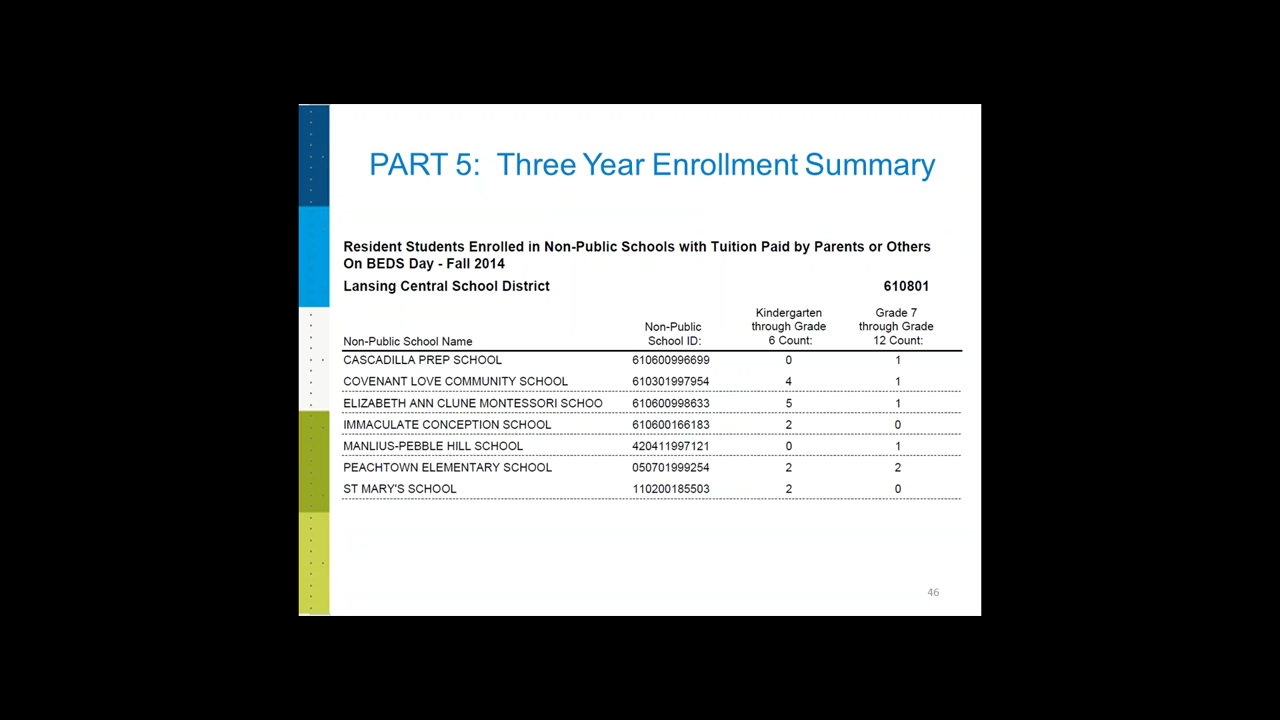 PART 5: Three Year Enrollment Summary
Resident Students Enrolled in Non-Public Schools with Tuition Paid by Parents or Others
On BEDS Day - Fall 2014
Lansing Central School District 610801
Non-Public School Name Non-Public School ID: Kindergarten through Grade 6 Count: Grade 7 through Grade 12 Count:
CASCADILLA PREP SCHOOL 610600996699 0 1
COVENANT LOVE COMMUNITY SCHOOL 610301997954 4 1
ELIZABETH ANN CLUNE MONTESSORI SCHOO 610600998633 5 1
IMMACULATE CONCEPTION SCHOOL 610600166183 2 0
MANLIUS-PEBBLE HILL SCHOOL 420411997121 0 1
PEACHTOWN ELEMENTARY SCHOOL 050701999254 2 2
ST MARY'S SCHOOL 110200185503 2 0
46